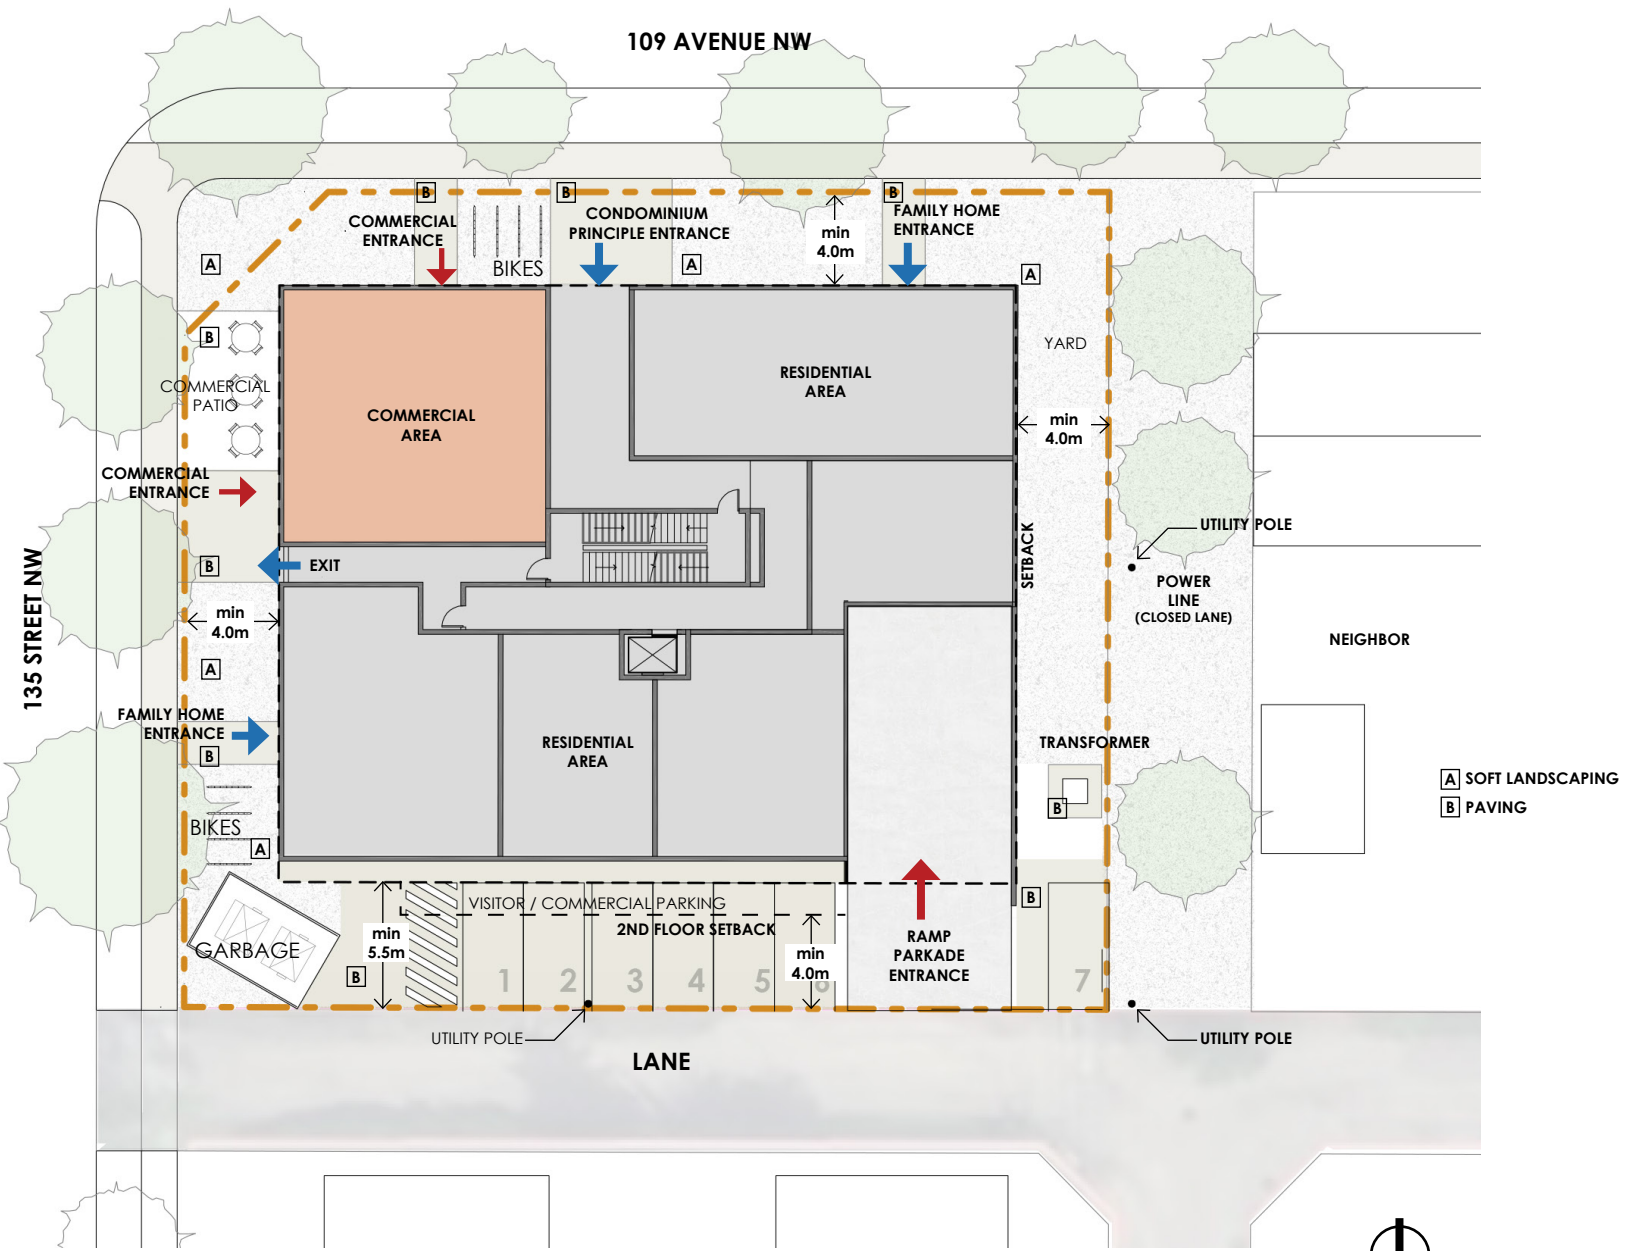 109 AVENUE NW
B
B
B
COMMERCIAL
ENTRANCE
BIKES
CONDOMINIUM
PRINCIPLE ENTRANCE
A
min
4.0m
FAMILY HOME
ENTRANCE
A
A
B
COMMERCIAL
PATIO
COMMERCIAL
AREA
RESIDENTIAL
AREA
YARD
min
4.0m
COMMERCIAL
ENTRANCE
B
EXIT
SETBACK
UTILITY POLE
POWER
LINE
(CLOSED LANE)
NEIGHBOR
135 STREET NW
min
4.0m
A
FAMILY HOME
ENTRANCE
B
RESIDENTIAL
AREA
TRANSFORMER
B
A SOFT LANDSCAPING
B PAVING
BIKES
A
GARBAGE
B
min
5.5m
VISITOR / COMMERCIAL PARKING
2ND FLOOR SETBACK
min
4.0m
1 2 3 4 5 6
RAMP
PARKADE
ENTRANCE
B
7
UTILITY POLE
UTILITY POLE
LANE